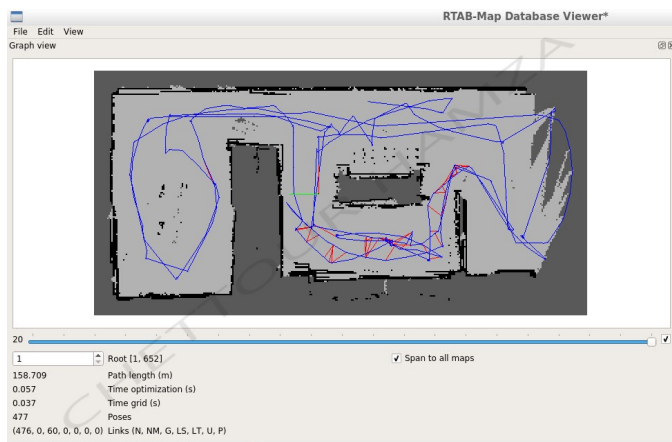 RTAB-Map Database Viewer*
File Edit View
Graph view
20
1 Root [1, 652] Span to all maps
158.709 Path length (m)
0.057 Time optimization (s)
0.037 Time grid (s)
477 Poses
(476, 0, 60, 0, 0, 0, 0) Links (N, NM, G, LS, LT, U, P)
CHETTOUR HAMZA